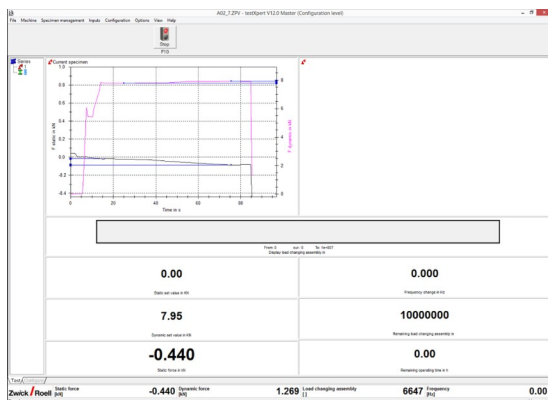 A02_7.ZPV - testXpert V12.0 Master (Configuration level)
File Machine Specimen management Inputs Configuration Options View Help
Stop
F10
Series
Current specimen
1.0
0.8
0.6
0.4
0.2
0.0
-0.2
-0.4
F static in kN
8
6
4
2
0
F dynamic in kN
0 20 40 60 80
Time in s
From: 0 cur: 0 To: 1e+007
Display load changing assembly in
0.00
Static set value in kN
0.000
Frequency change in Hz
7.95
Dynamic set value in kN
10000000
Remaining load changing assembly in
-0.440
Static force in kN
0.00
Remaining operating time in h
Test
Zwick / Roell Static force [kN] -0.440 Dynamic force [kN] 1.269 Load changing assembly [ ] 6647 Frequency [Hz] 0.00